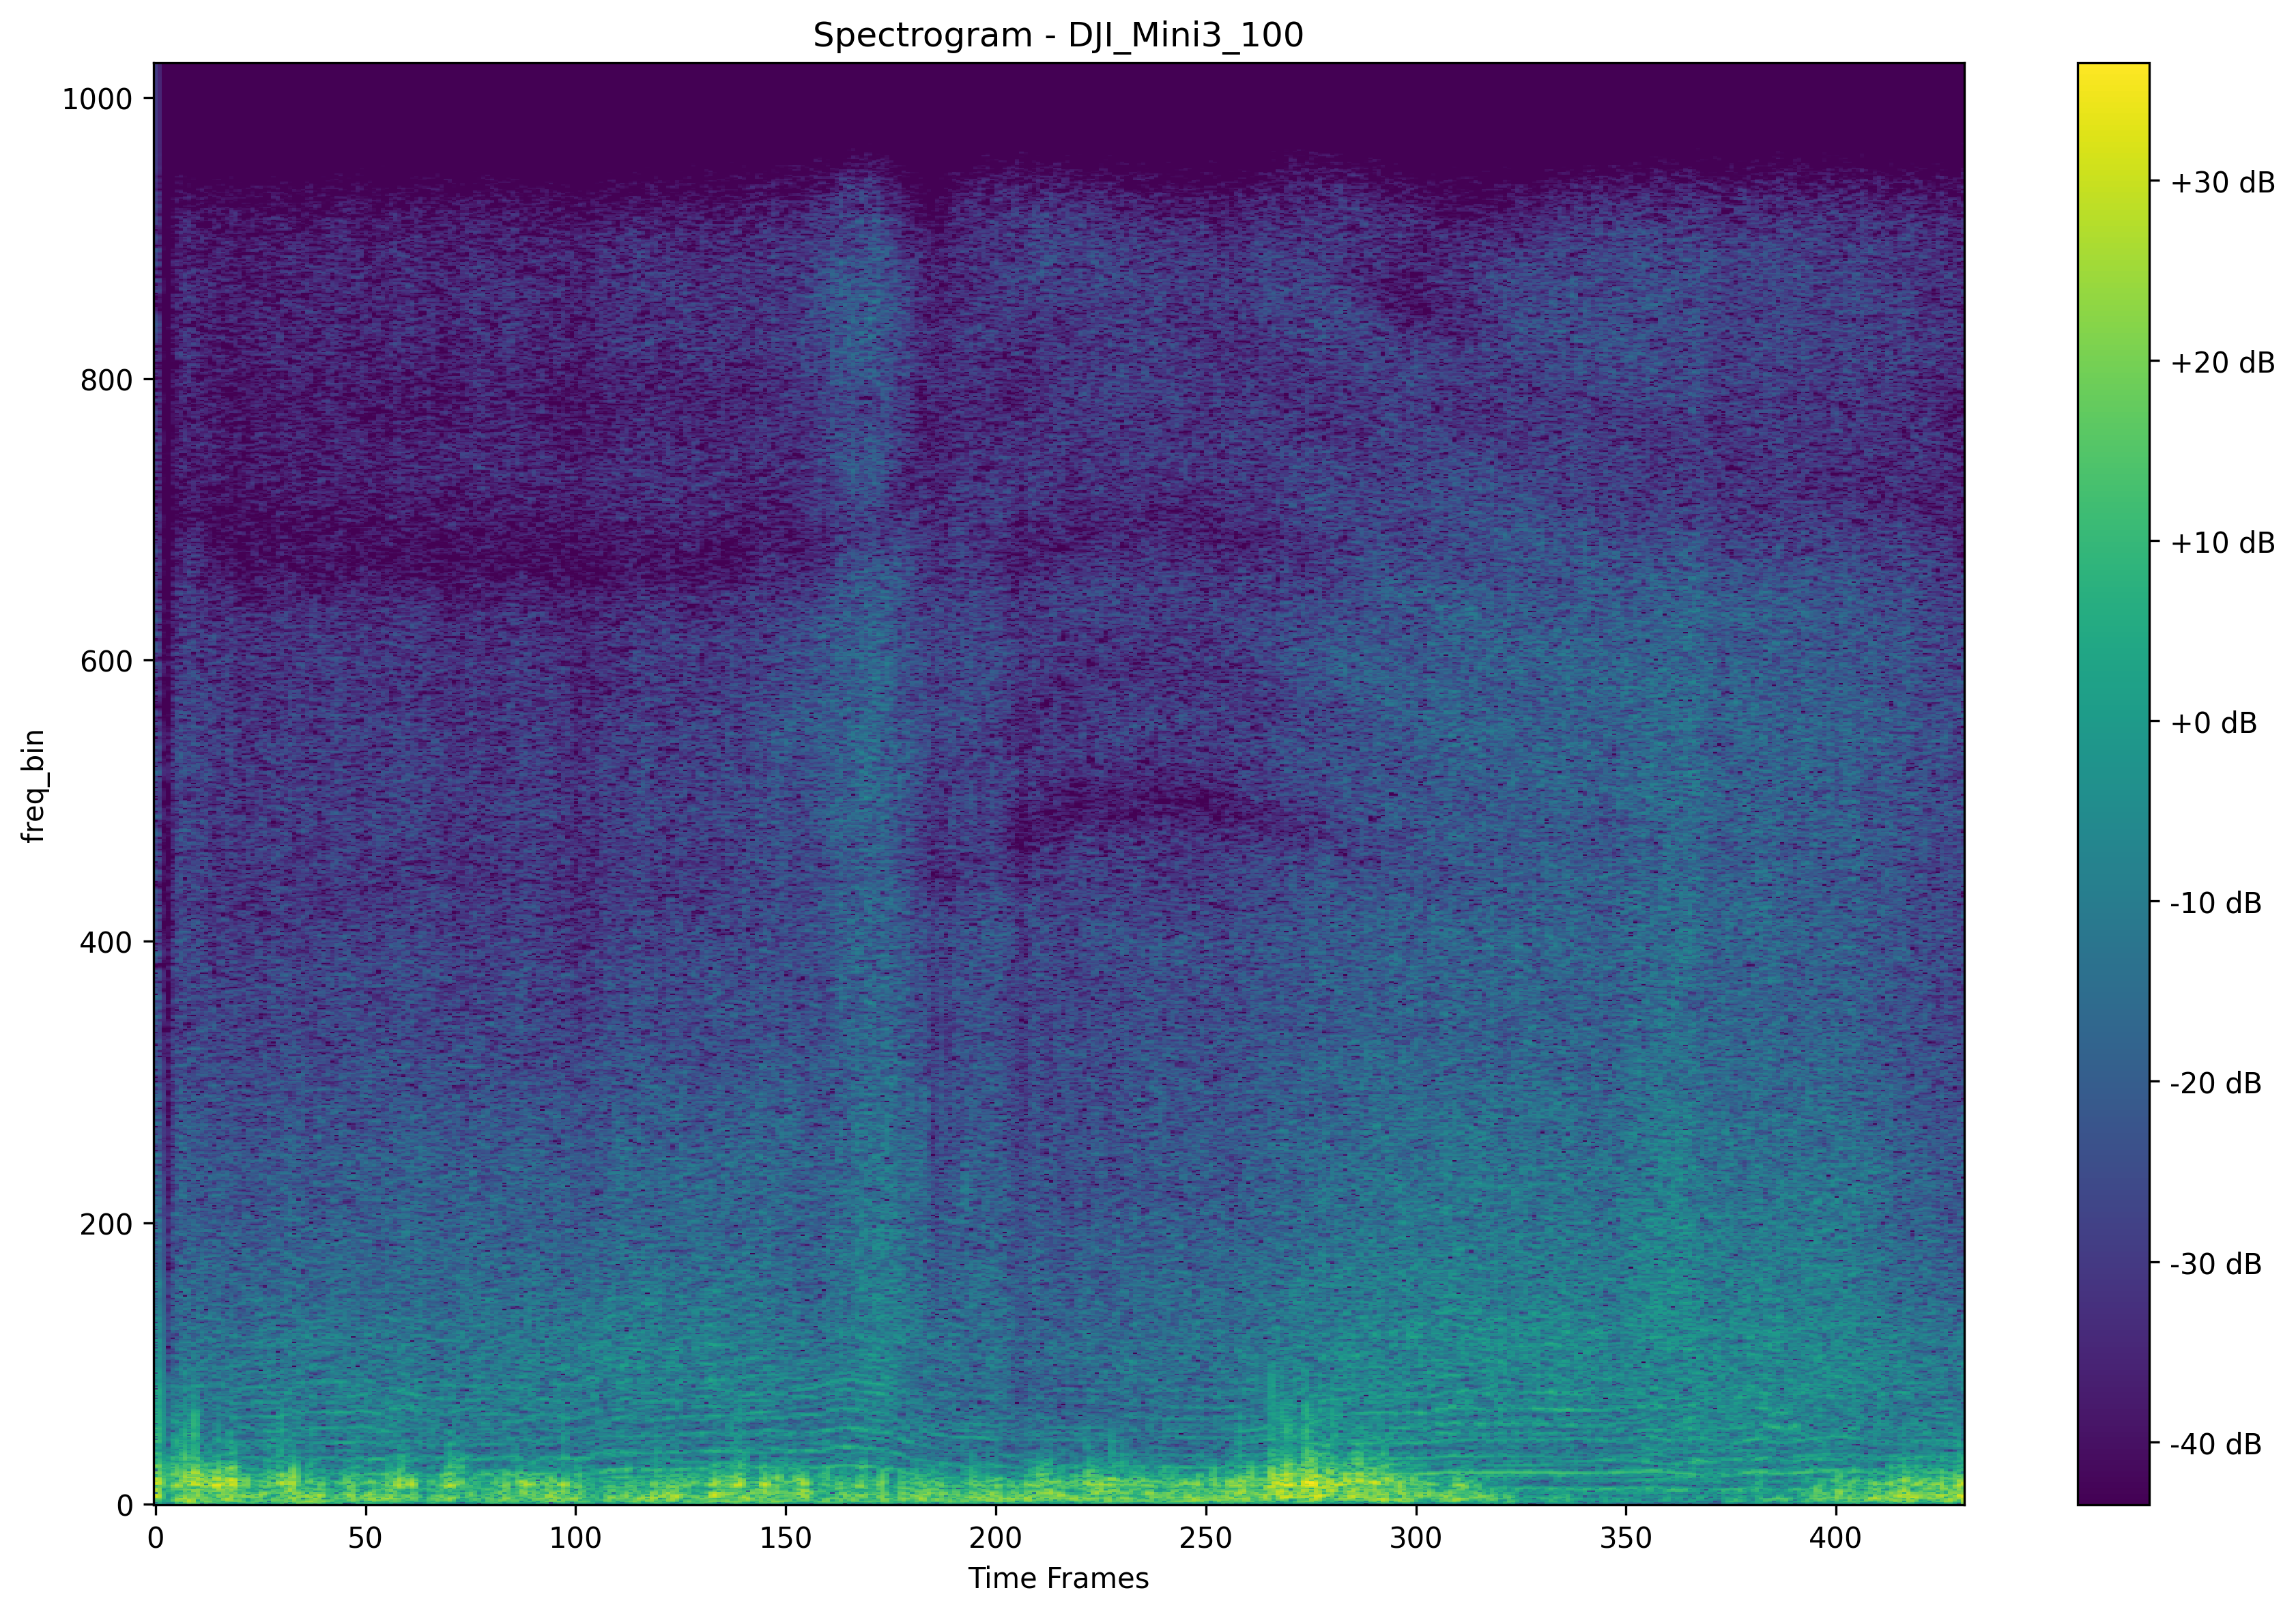 Spectrogram - DJI_Mini3_100
1000
800
600
400
200
0
freq_bin
0 50 100 150 200 250 300 350 400
Time Frames
+30 dB
+20 dB
+10 dB
+0 dB
-10 dB
-20 dB
-30 dB
-40 dB